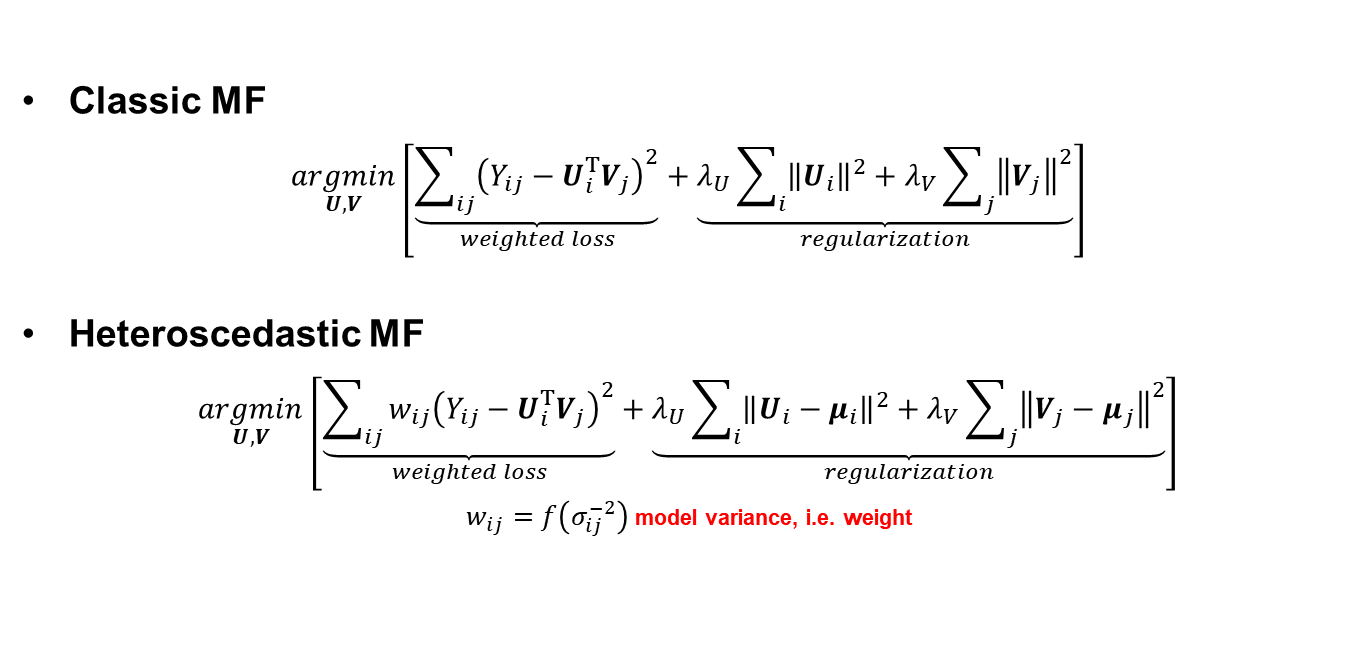 • Classic MF
argmin U,V [∑ij (Yij − UiᵀVj)² + λU ∑i ‖Ui‖² + λV ∑j ‖Vj‖²]
weighted loss regularization
• Heteroscedastic MF
argmin U,V [∑ij wij(Yij − UiᵀVj)² + λU ∑i ‖Ui − μi‖² + λV ∑j ‖Vj − μj‖²]
weighted loss regularization
wij = f(σij⁻²) model variance, i.e. weight